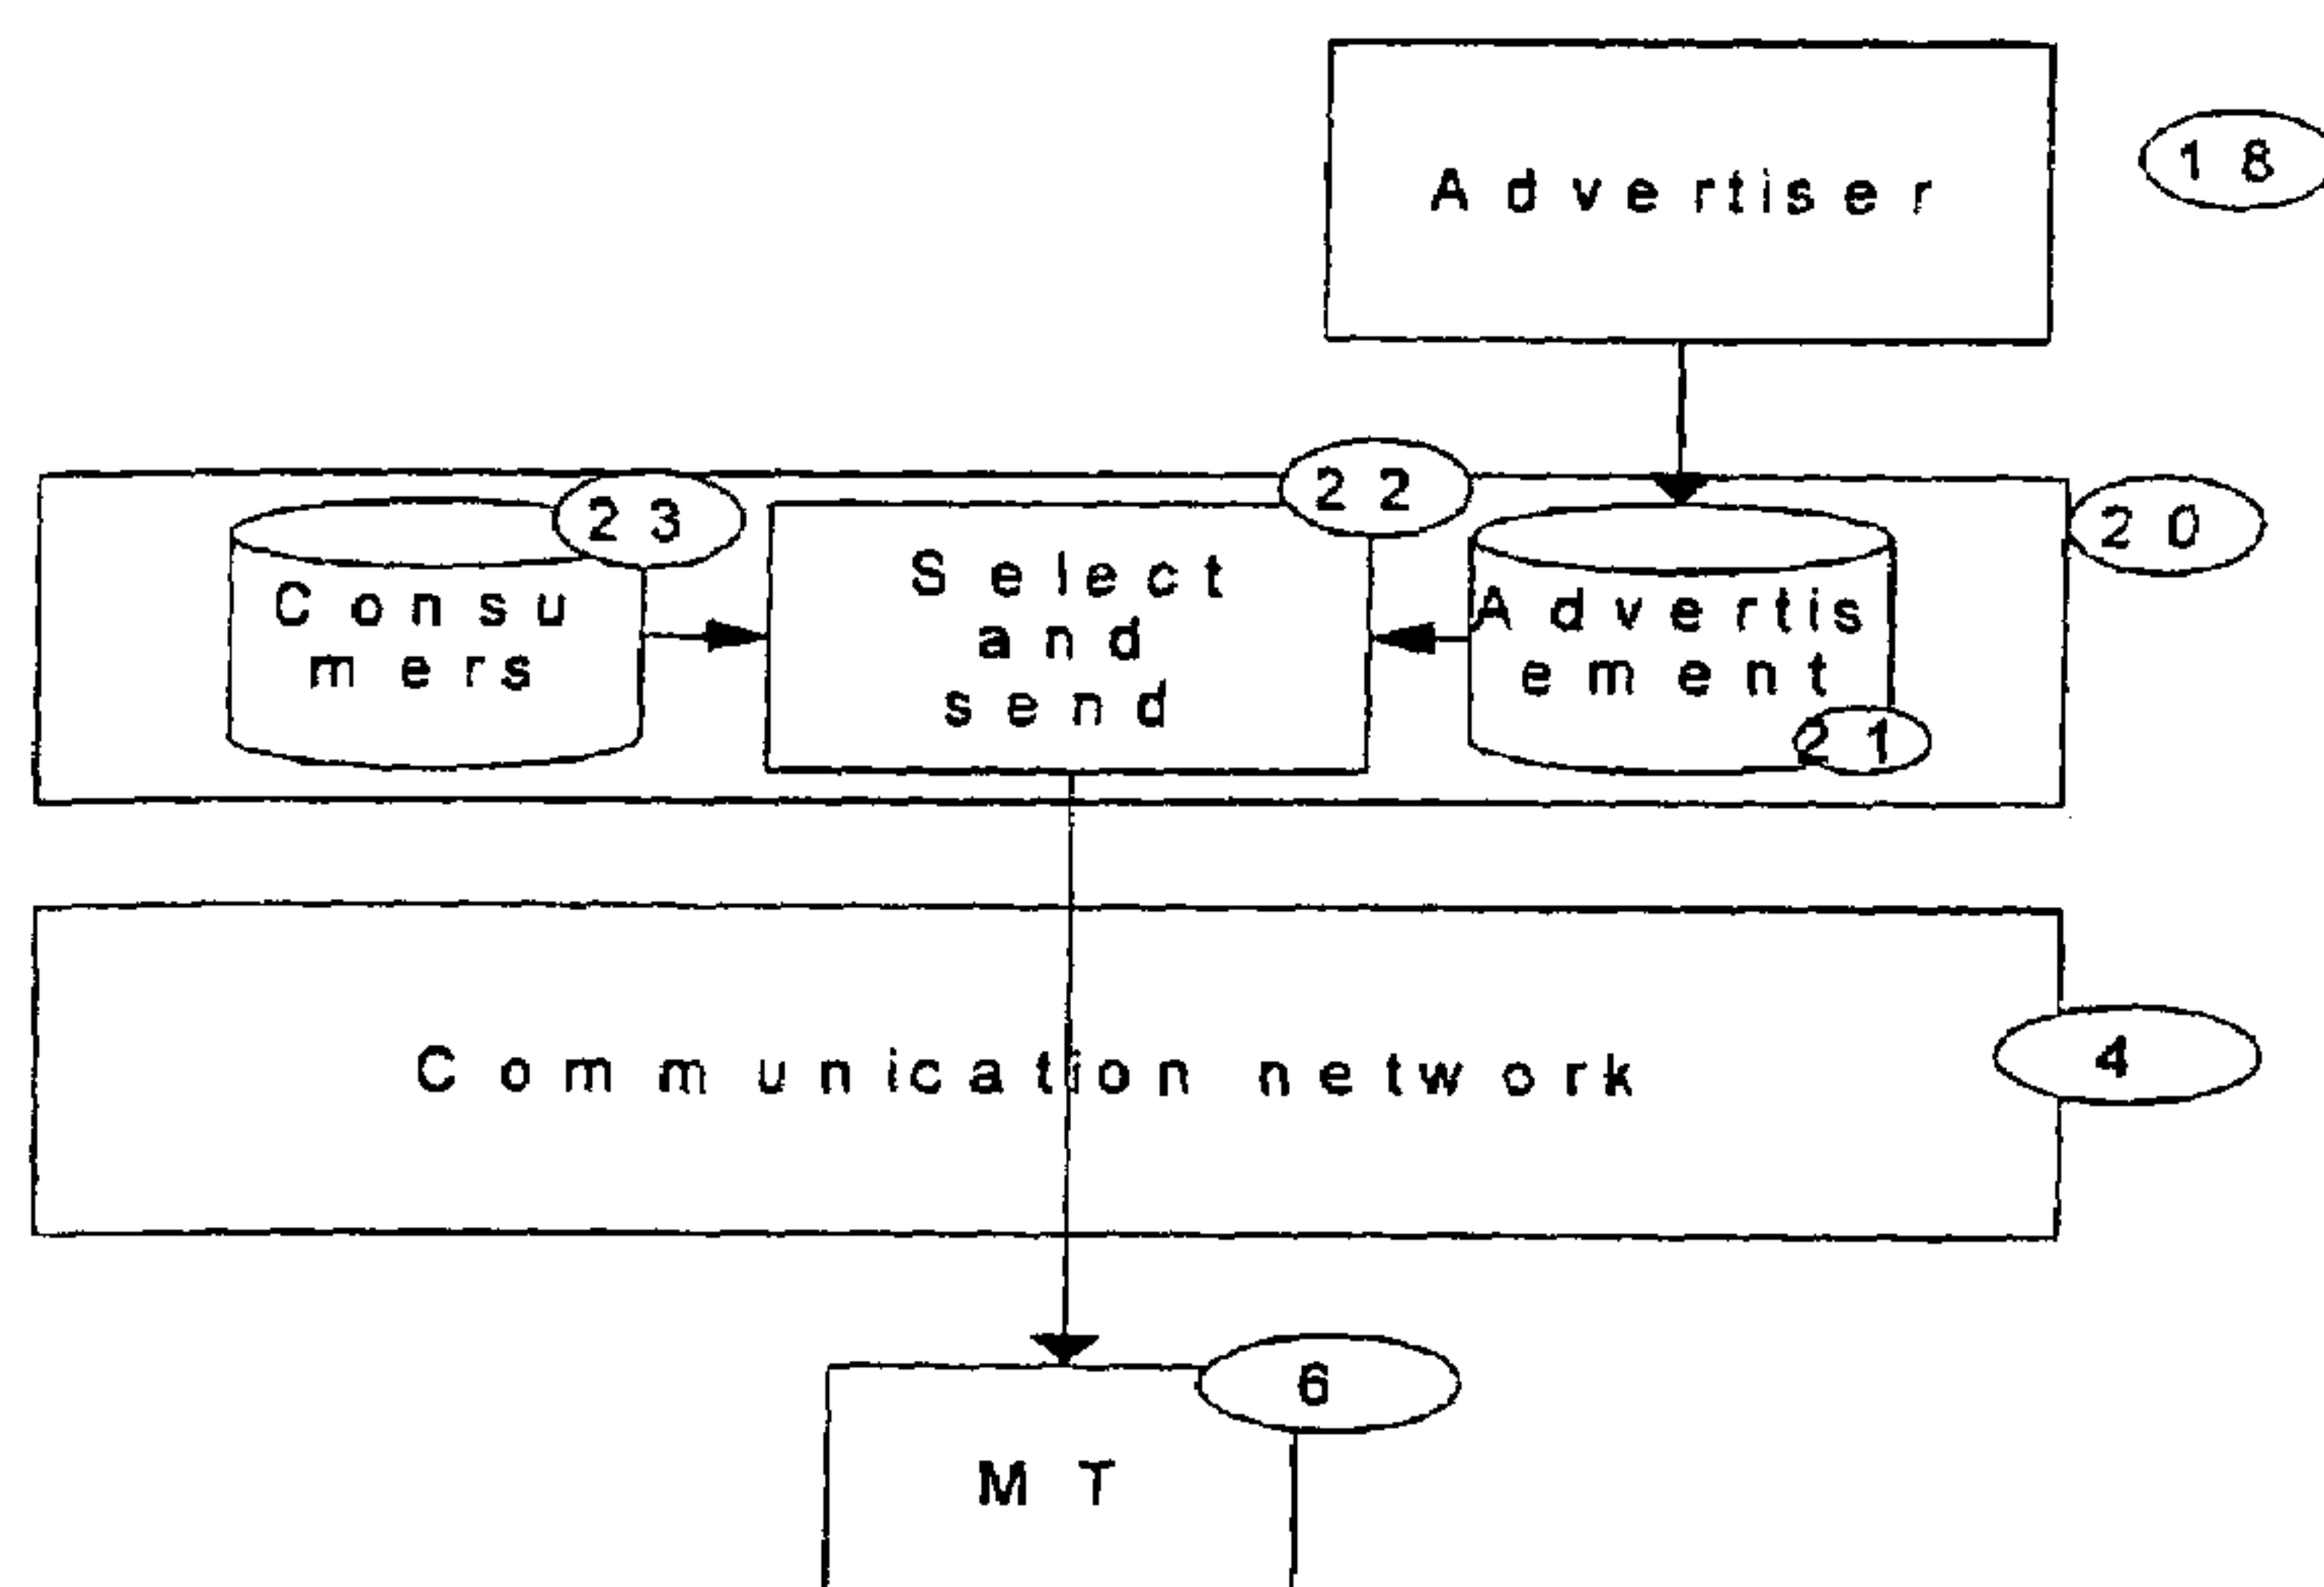 Advertiser
18
22
23
20
Consu
mers
Select
and
send
Advertis
ement
21
Communication network
4
6
MT